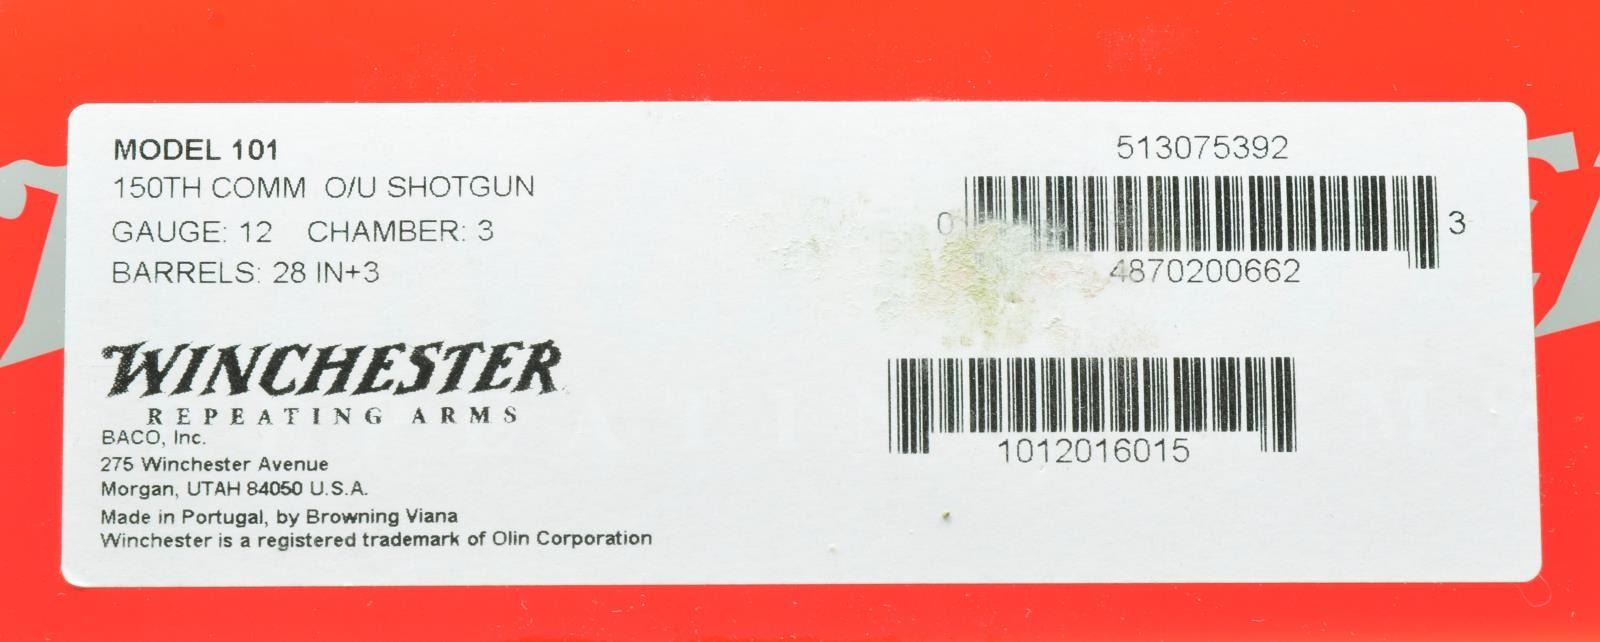 MODEL 101
150TH COMM O/U SHOTGUN
GAUGE: 12 CHAMBER: 3
BARRELS: 28 IN+3
WINCHESTER
REPEATING ARMS
BACO, Inc.
275 Winchester Avenue
Morgan, UTAH 84050 U.S.A.
Made in Portugal, by Browning Viana
Winchester is a registered trademark of Olin Corporation
513075392
0 3
4870200662
1012016015